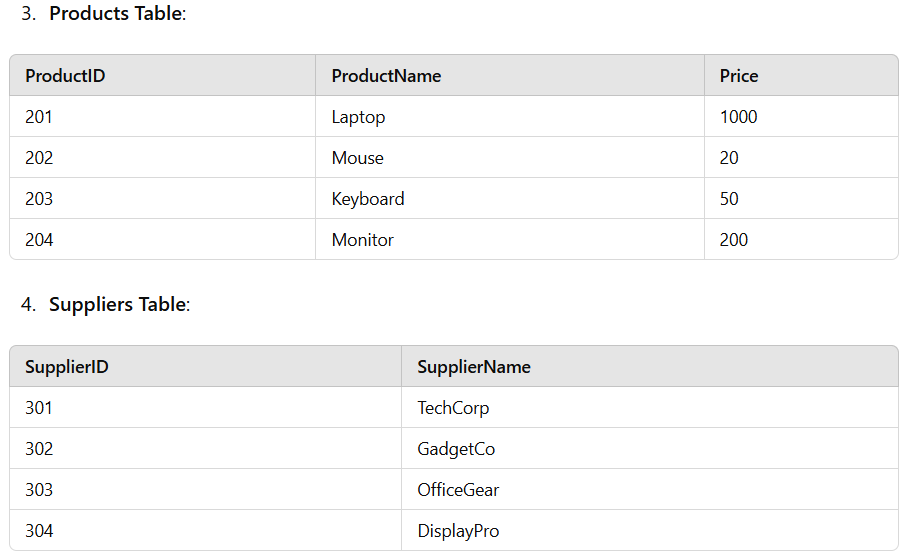 3. Products Table:
ProductID ProductName Price
201 Laptop 1000
202 Mouse 20
203 Keyboard 50
204 Monitor 200
4. Suppliers Table:
SupplierID SupplierName
301 TechCorp
302 GadgetCo
303 OfficeGear
304 DisplayPro